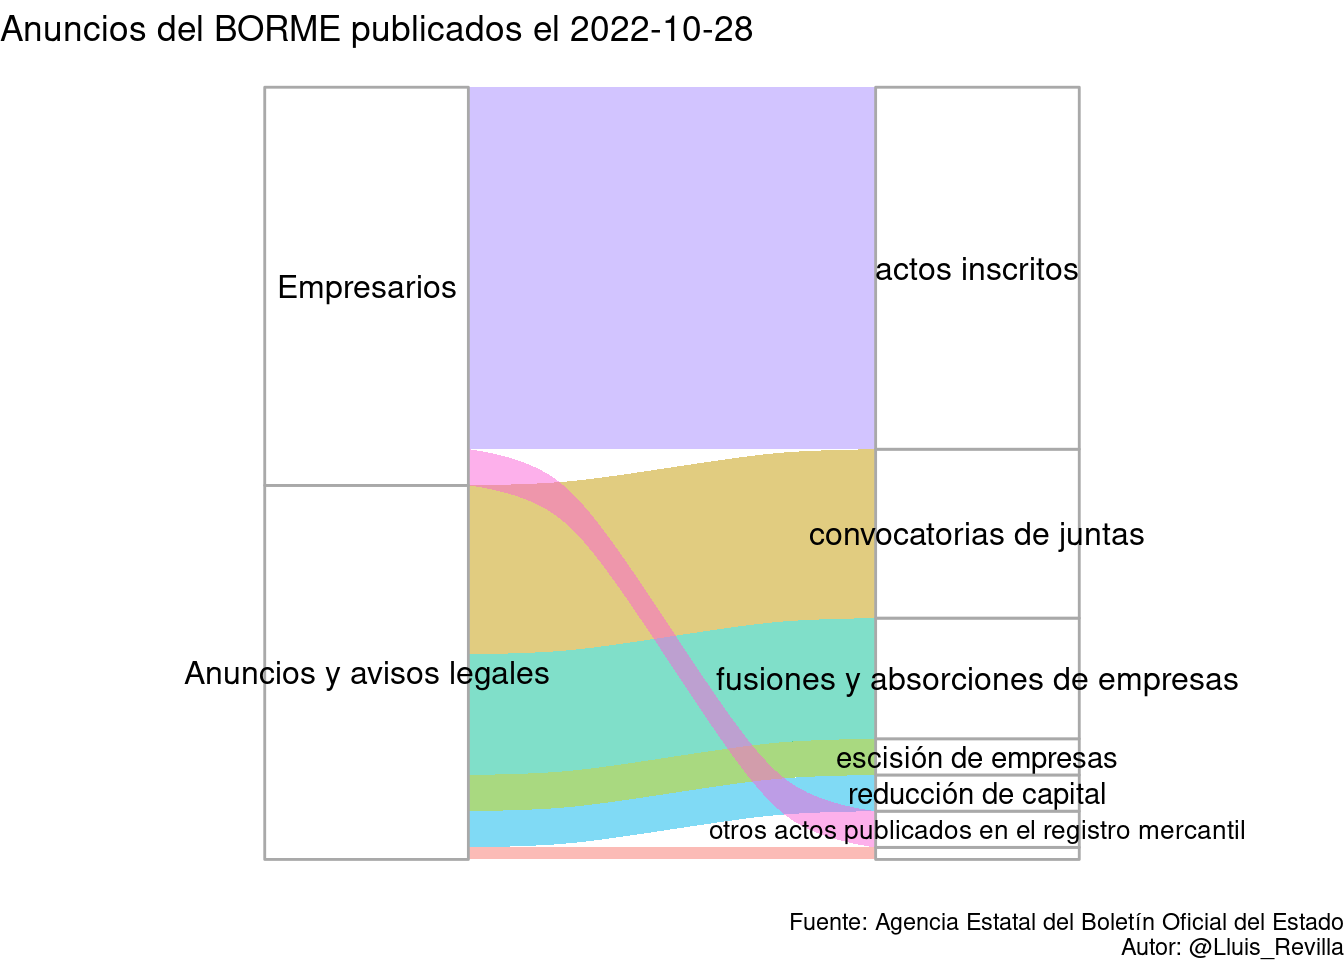 Anuncios del BORME publicados el 2022-10-28
Empresarios
actos inscritos
convocatorias de juntas
Anuncios y avisos legales
fusiones y absorciones de empresas
escisión de empresas
reducción de capital
otros actos publicados en el registro mercantil
Fuente: Agencia Estatal del Boletín Oficial del Estado
Autor: @Lluis_Revilla